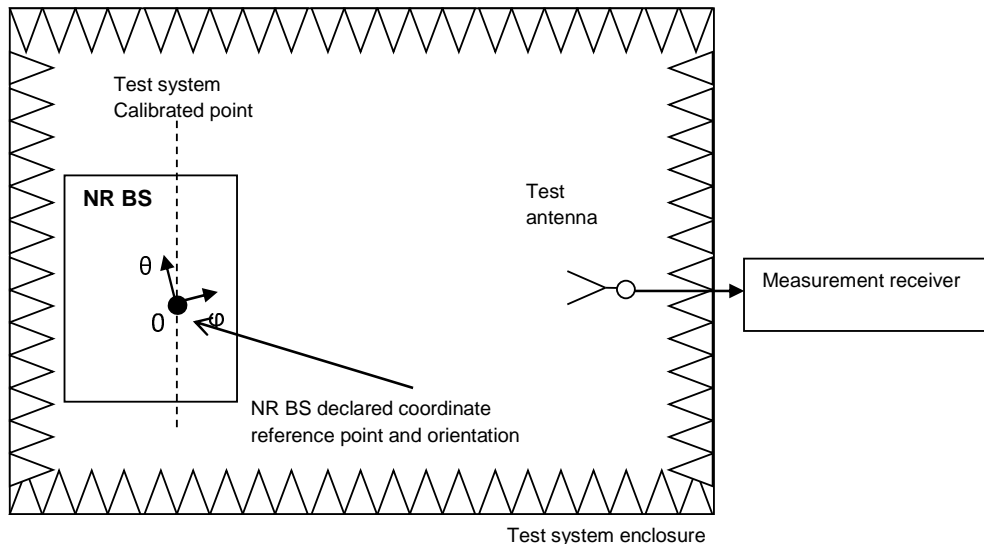 Test system
Calibrated point
NR BS
Test
antenna
θ
Measurement receiver
0
φ
NR BS declared coordinate
reference point and orientation
Test system enclosure